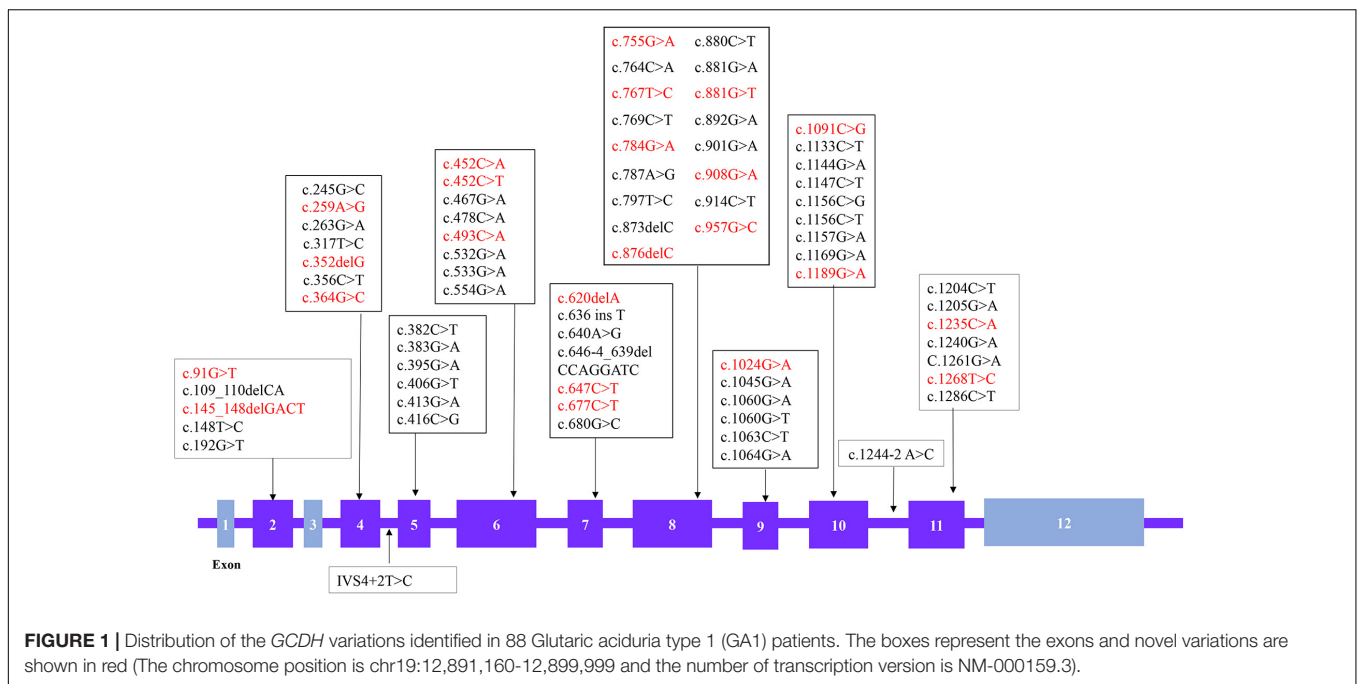 c.755G>A c.880C>T
c.764C>A c.881G>A
c.767T>C c.881G>T
c.769C>T c.892G>A
c.784G>A c.901G>A
c.787A>G c.908G>A
c.797T>C c.914C>T
c.873delC c.957G>C
c.876delC
c.1091C>G
c.1133C>T
c.1144G>A
c.1147C>T
c.1156C>G
c.1156C>T
c.1157G>A
c.1169G>A
c.1189G>A
c.452C>A
c.452C>T
c.467G>A
c.478C>A
c.493C>A
c.532G>A
c.533G>A
c.554G>A
c.245G>C
c.259A>G
c.263G>A
c.317T>C
c.352delG
c.356C>T
c.364G>C
c.1204C>T
c.1205G>A
c.1235C>A
c.1240G>A
C.1261G>A
c.1268T>C
c.1286C>T
c.620delA
c.636 ins T
c.640A>G
c.646-4_639del
CCAGGATC
c.647C>T
c.677C>T
c.680G>C
c.382C>T
c.383G>A
c.395G>A
c.406G>T
c.413G>A
c.416C>G
c.1024G>A
c.1045G>A
c.1060G>A
c.1060G>T
c.1063C>T
c.1064G>A
c.91G>T
c.109_110delCA
c.145_148delGACT
c.148T>C
c.192G>T
c.1244-2 A>C
1 2 3 4 5 6 7 8 9 10 11 12
Exon
IVS4+2T>C
FIGURE 1 | Distribution of the GCDH variations identified in 88 Glutaric aciduria type 1 (GA1) patients. The boxes represent the exons and novel variations are
shown in red (The chromosome position is chr19:12,891,160-12,899,999 and the number of transcription version is NM-000159.3).